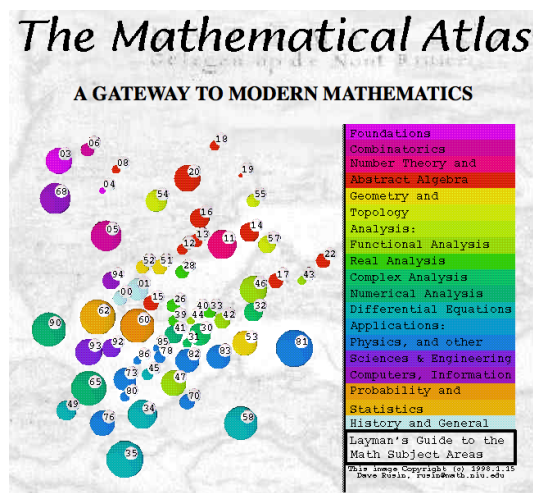 The Mathematical Atlas
A GATEWAY TO MODERN MATHEMATICS
18
06
03
08
20
19
04
68
54
55
16
05
13
11
14
57
12
22
52
51
28
94
01
46
17
43
00
15
26
40
33
32
62
60
39
44
42
90
41
31
30
85
53
93
92
78
81
86
82
83
73
45
47
65
80
70
49
76
34
58
35
Foundations
Combinatorics
Number Theory and
Abstract Algebra
Geometry and
Topology
Analysis:
Functional Analysis
Real Analysis
Complex Analysis
Numerical Analysis
Differential Equations
Applications:
Physics, and other
Sciences & Engineering
Computers, Information
Probability and
Statistics
History and General
Layman's Guide to the
Math Subject Areas
This image Copyright (c) 1998.1.15
Dave Rusin, rusin@math.niu.edu